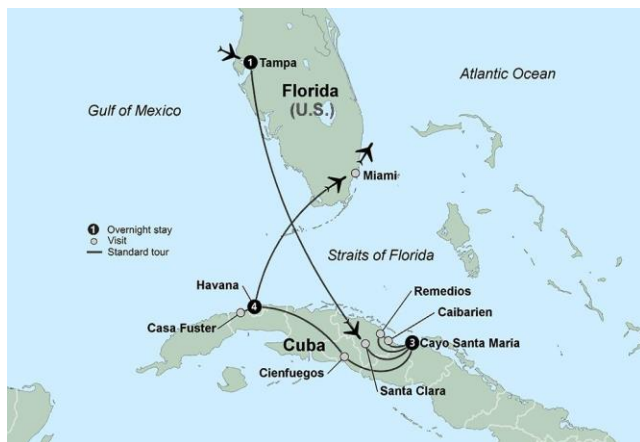 1 Tampa
Florida
(U.S.)
Atlantic Ocean
Gulf of Mexico
Miami
1 Overnight stay
Visit
Standard tour
Straits of Florida
Havana
4
Casa Fuster
Remedios
Caibarien
3 Cayo Santa Maria
Cuba
Cienfuegos
Santa Clara